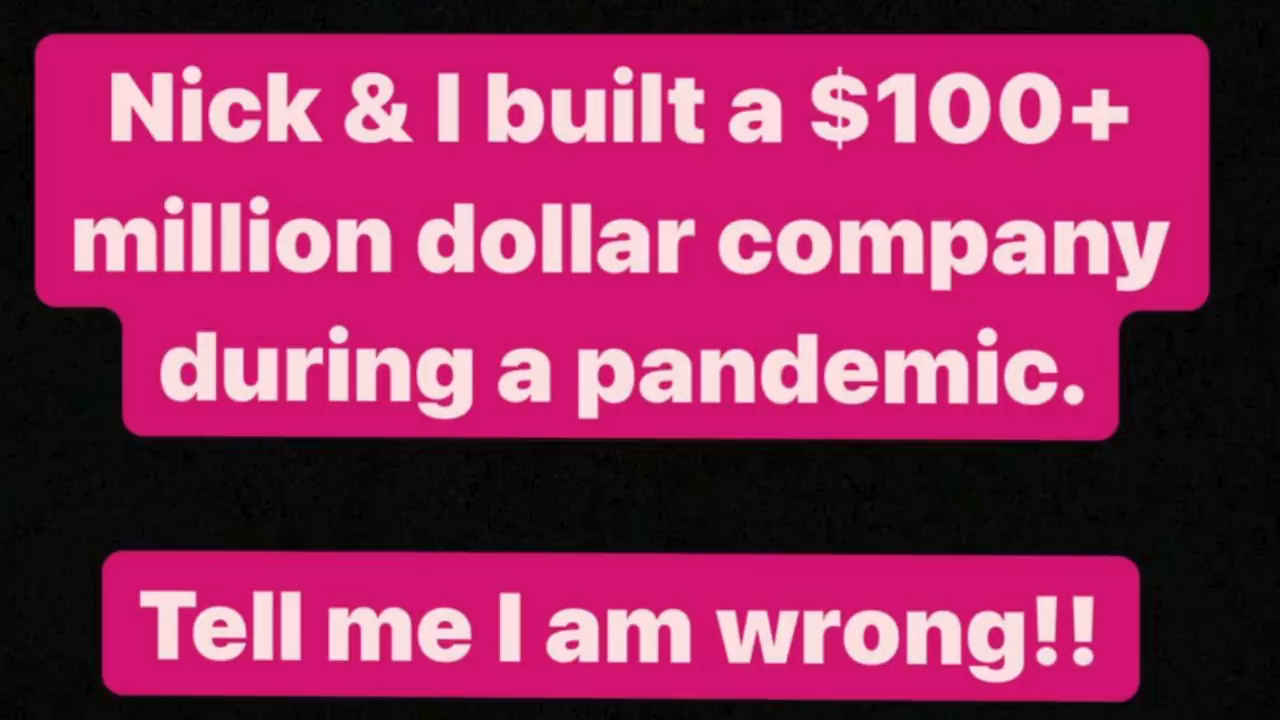 Nick & I built a $100+
million dollar company
during a pandemic.
Tell me I am wrong!!